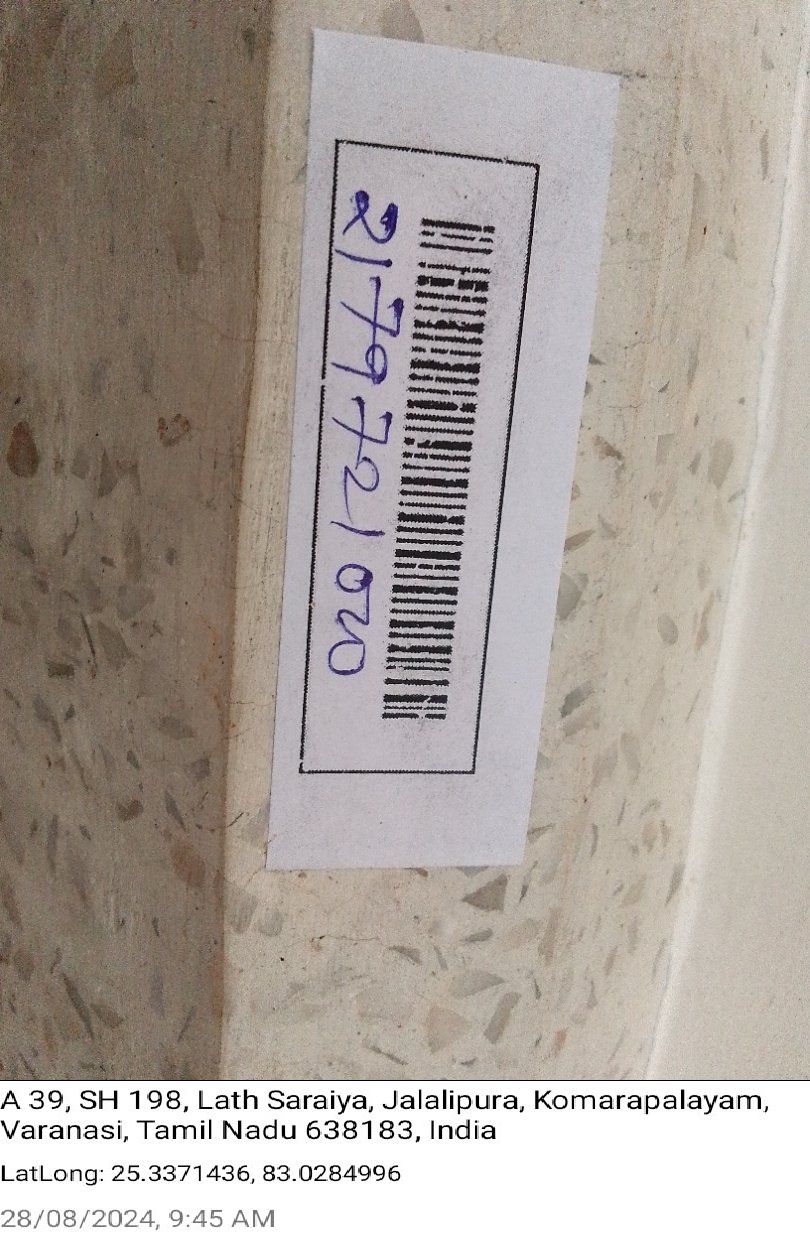 2179721020
A 39, SH 198, Lath Saraiya, Jalalipura, Komarapalayam,
Varanasi, Tamil Nadu 638183, India
LatLong: 25.3371436, 83.0284996
28/08/2024, 9:45 AM